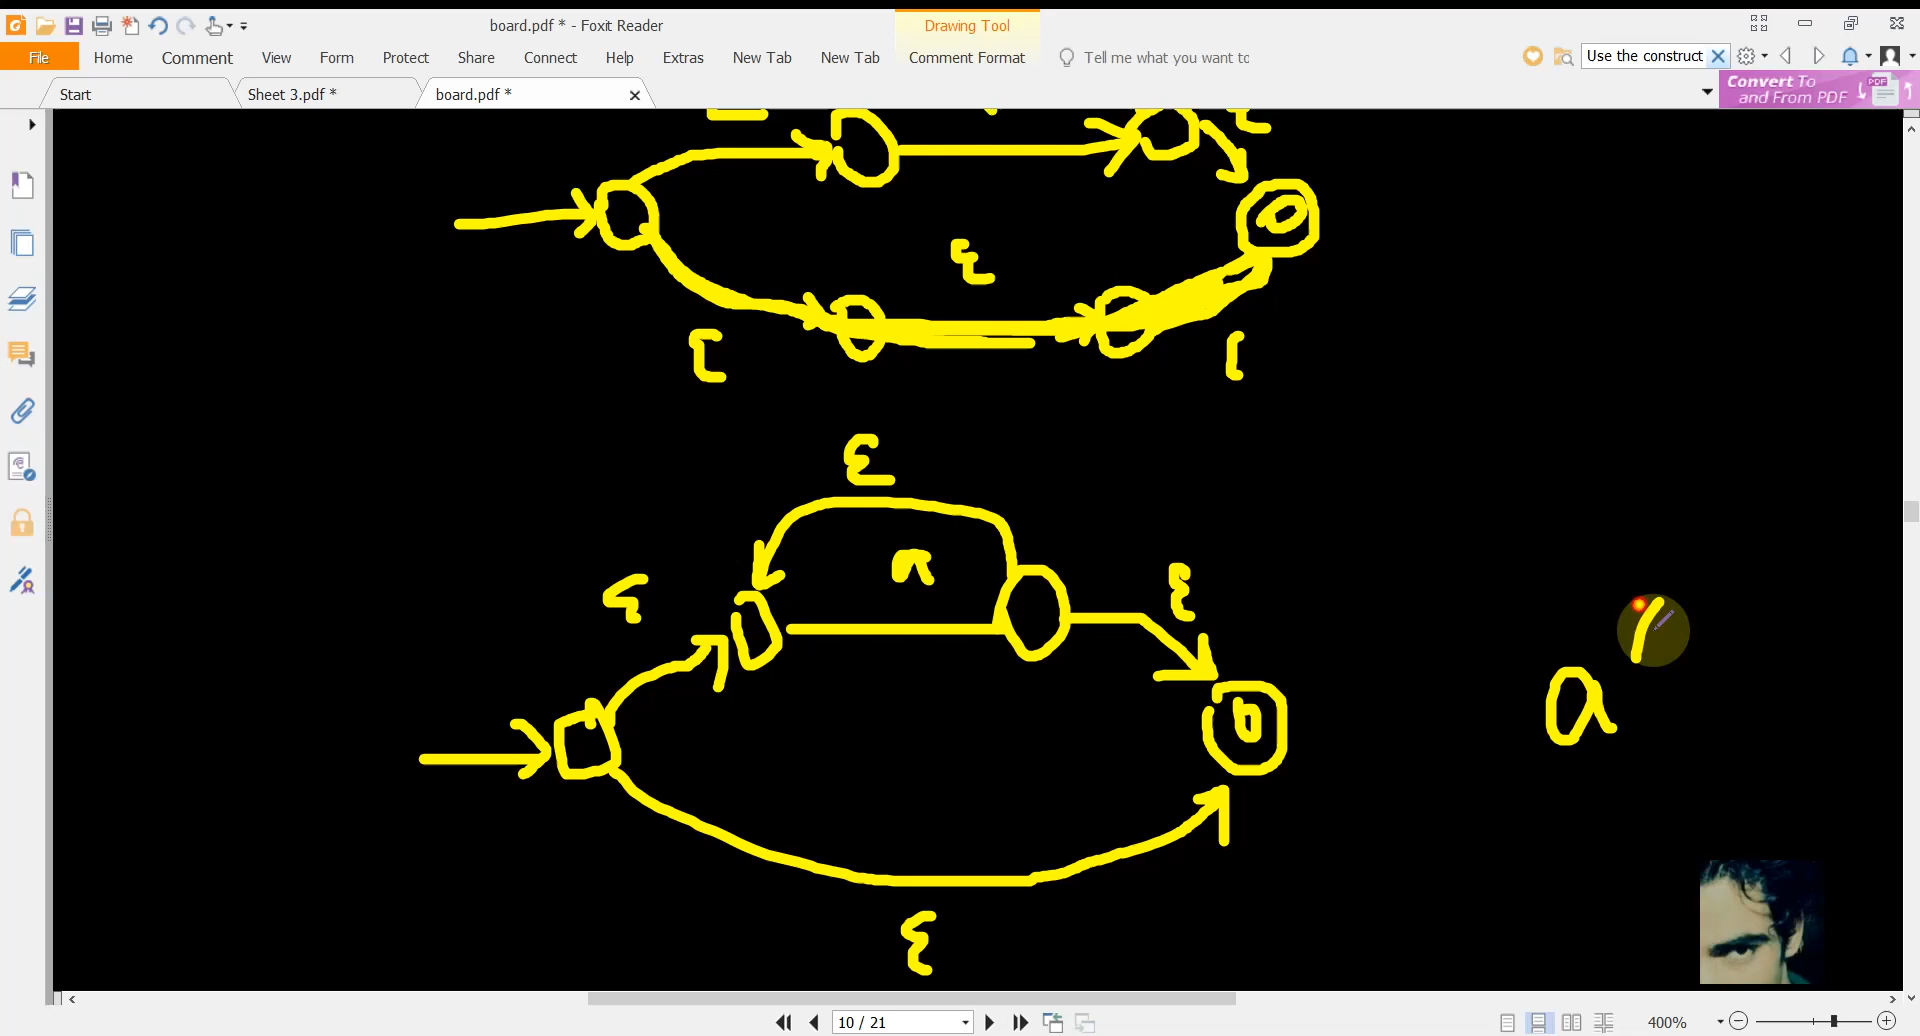 board.pdf * - Foxit Reader
Drawing Tool
File Home Comment View Form Protect Share Connect Help Extras New Tab New Tab Comment Format Tell me what you want to
Use the construct
Start Sheet 3.pdf * board.pdf *
Convert To
and From PDF
PDF
ε
ε
a
ε
ε
a
ε
10 / 21
400%